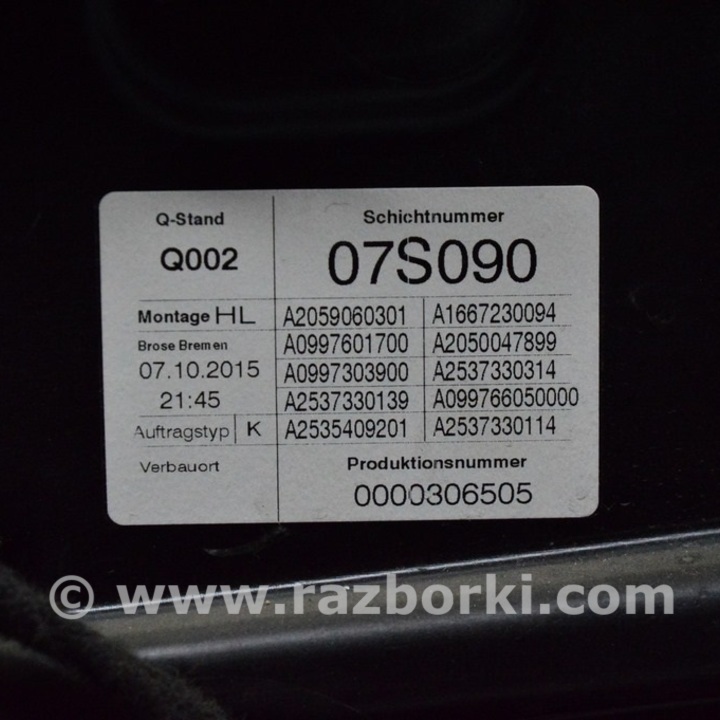 Q-Stand Schichtnummer
Q002 07S090
Montage HL A2059060301 A1667230094
Brose Bremen A0997601700 A2050047899
07.10.2015 A0997303900 A2537330314
21:45 A2537330139 A099766050000
Auftragstyp K A2535409201 A2537330114
Verbauort Produktionsnummer
0000306505
© www.razborki.com